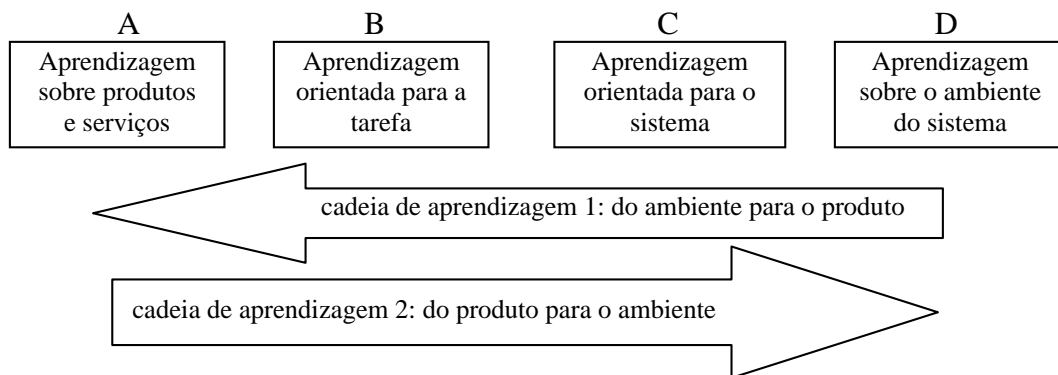 A
B
C
D
Aprendizagem
sobre produtos
e serviços
Aprendizagem
orientada para a
tarefa
Aprendizagem
orientada para o
sistema
Aprendizagem
sobre o ambiente
do sistema
cadeia de aprendizagem 1: do ambiente para o produto
cadeia de aprendizagem 2: do produto para o ambiente